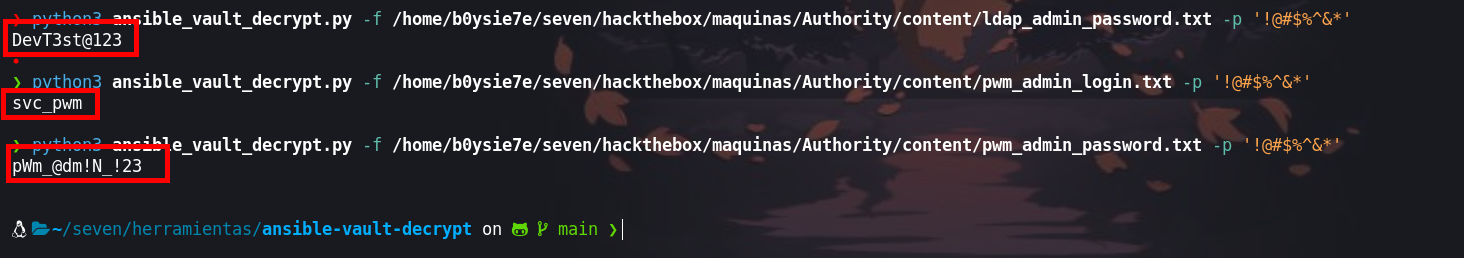 ❯ python3 ansible_vault_decrypt.py -f /home/b0ysie7e/seven/hackthebox/maquinas/Authority/content/ldap_admin_password.txt -p '!@#$%^&*'
DevT3st@123
❯ python3 ansible_vault_decrypt.py -f /home/b0ysie7e/seven/hackthebox/maquinas/Authority/content/pwm_admin_login.txt -p '!@#$%^&*'
svc_pwm
❯ python3 ansible_vault_decrypt.py -f /home/b0ysie7e/seven/hackthebox/maquinas/Authority/content/pwm_admin_password.txt -p '!@#$%^&*'
pWm_@dm!N_!23
~/seven/herramientas/ansible-vault-decrypt on main ❯